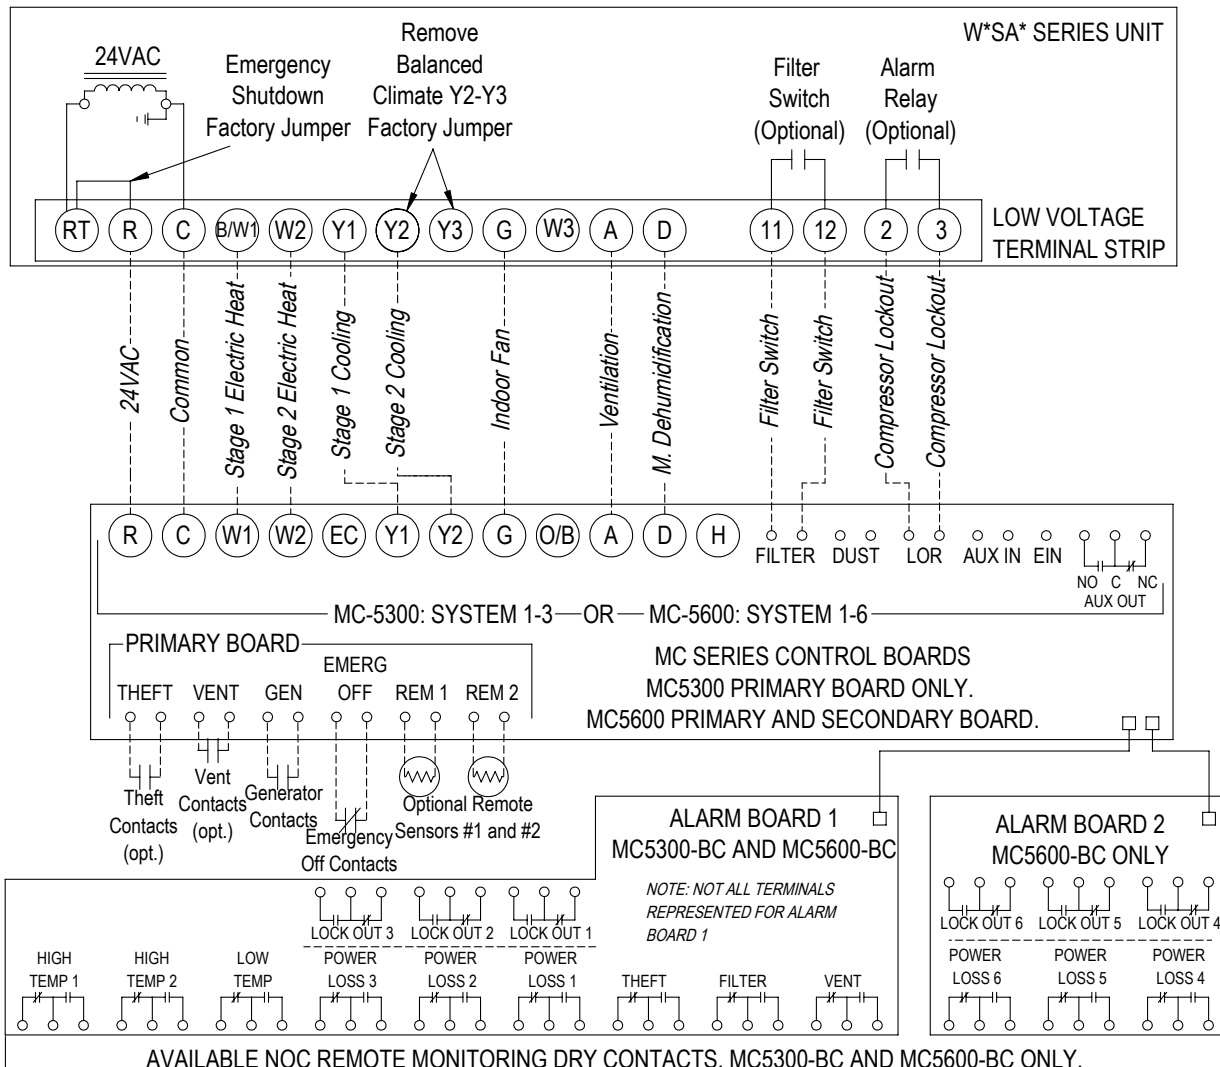 W*SA* SERIES UNIT
24VAC
Emergency
Shutdown
Factory Jumper
Remove
Balanced
Climate Y2-Y3
Factory Jumper
Filter
Switch
(Optional)
Alarm
Relay
(Optional)
RT R C B/W1 W2 Y1 Y2 Y3 G W3 A D 11 12 2 3
LOW VOLTAGE
TERMINAL STRIP
24VAC
Common
Stage 1 Electric Heat
Stage 2 Electric Heat
Stage 1 Cooling
Stage 2 Cooling
Indoor Fan
Ventilation
M. Dehumidification
Filter Switch
Filter Switch
Compressor Lockout
Compressor Lockout
R C W1 W2 EC Y1 Y2 G O/B A D H
FILTER DUST LOR AUX IN EIN
NO C NC
AUX OUT
MC-5300: SYSTEM 1-3 OR MC-5600: SYSTEM 1-6
PRIMARY BOARD
MC SERIES CONTROL BOARDS
MC5300 PRIMARY BOARD ONLY.
MC5600 PRIMARY AND SECONDARY BOARD.
THEFT VENT GEN EMERG
OFF REM 1 REM 2
Theft
Contacts
(opt.)
Vent
Contacts
(opt.)
Generator
Contacts
Emergency
Off Contacts
Optional Remote
Sensors #1 and #2
ALARM BOARD 1
MC5300-BC AND MC5600-BC
NOTE: NOT ALL TERMINALS
REPRESENTED FOR ALARM
BOARD 1
ALARM BOARD 2
MC5600-BC ONLY
LOCK OUT 3 LOCK OUT 2 LOCK OUT 1
LOCK OUT 6 LOCK OUT 5 LOCK OUT 4
HIGH
TEMP 1
HIGH
TEMP 2
LOW
TEMP
POWER
LOSS 3
POWER
LOSS 2
POWER
LOSS 1
THEFT
FILTER
VENT
POWER
LOSS 6
POWER
LOSS 5
POWER
LOSS 4
AVAILABLE NOC REMOTE MONITORING DRY CONTACTS. MC5300-BC AND MC5600-BC ONLY.